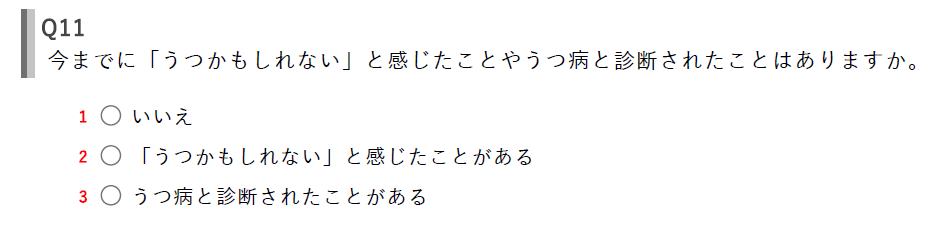 Q11
今までに「うつかもしれない」と感じたことやうつ病と診断されたことはありますか。
1 ○ いいえ
2 ○ 「うつかもしれない」と感じたことがある
3 ○ うつ病と診断されたことがある